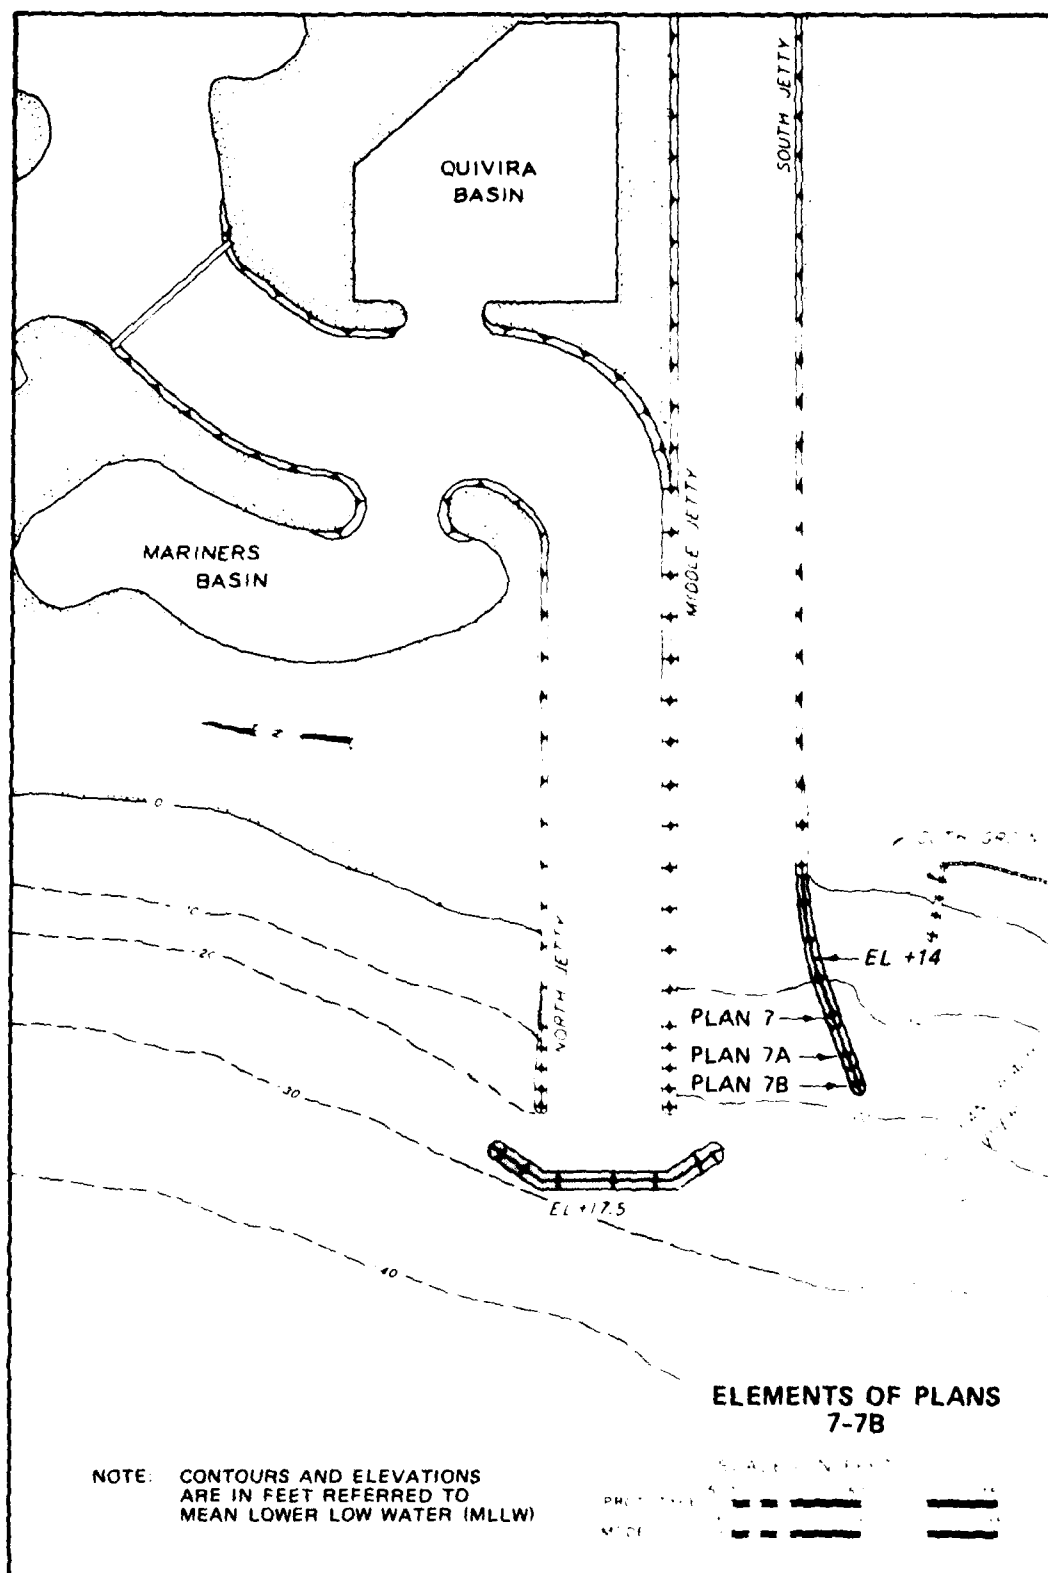 SOUTH JETTY
QUIVIRA
BASIN
MIDDLE JETTY
MARINERS
BASIN
0
NORTH JETTY
EL +14
PLAN 7
PLAN 7A
PLAN 7B
-20
-30
EL +17.5
-40
ELEMENTS OF PLANS
7-7B
NOTE: CONTOURS AND ELEVATIONS
ARE IN FEET REFERRED TO
MEAN LOWER LOW WATER (MLLW)